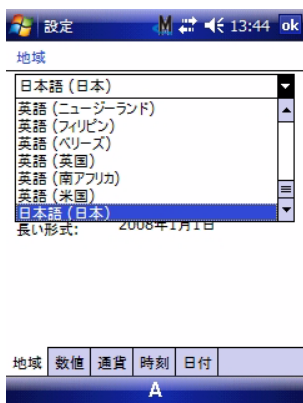 設定 13:44 ok
地域
日本語 (日本)
英語 (ニュージーランド)
英語 (フィリピン)
英語 (ベリーズ)
英語 (英国)
英語 (南アフリカ)
英語 (米国)
日本語 (日本)
長い形式: 2008年1月1日
地域 数値 通貨 時刻 日付
A